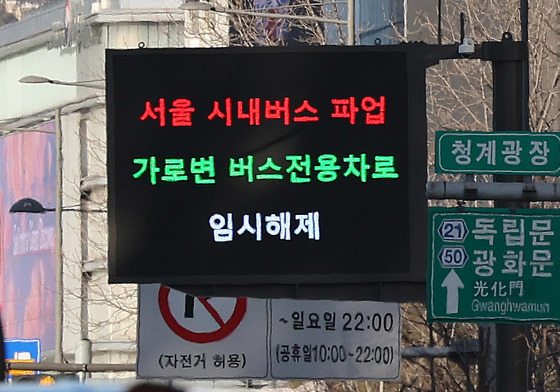 서울 시내버스 파업
가로변 버스전용차로
임시해제
청계광장
21 독립문
50 광화문
光化門
Gwanghwamun
(자전거 허용)
~일요일 22:00
(공휴일10:00~22:00)